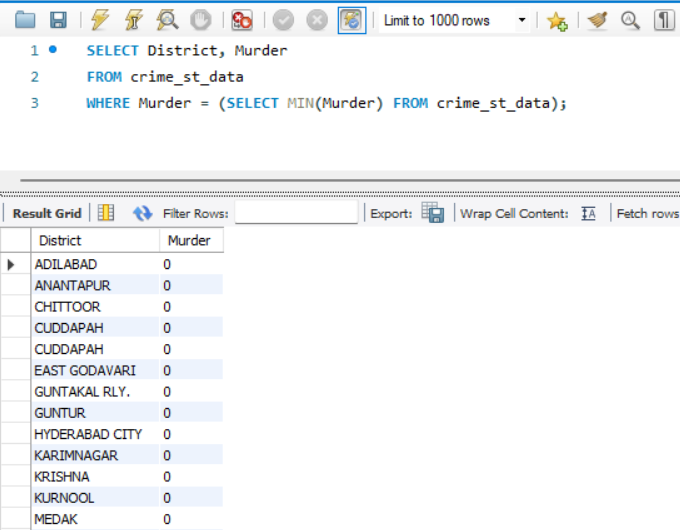 Limit to 1000 rows
1 SELECT District, Murder
2 FROM crime_st_data
3 WHERE Murder = (SELECT MIN(Murder) FROM crime_st_data);
Result Grid Filter Rows: Export: Wrap Cell Content: Fetch rows
District Murder
ADILABAD 0
ANANTAPUR 0
CHITTOOR 0
CUDDAPAH 0
CUDDAPAH 0
EAST GODAVARI 0
GUNTAKAL RLY. 0
GUNTUR 0
HYDERABAD CITY 0
KARIMNAGAR 0
KRISHNA 0
KURNOOL 0
MEDAK 0